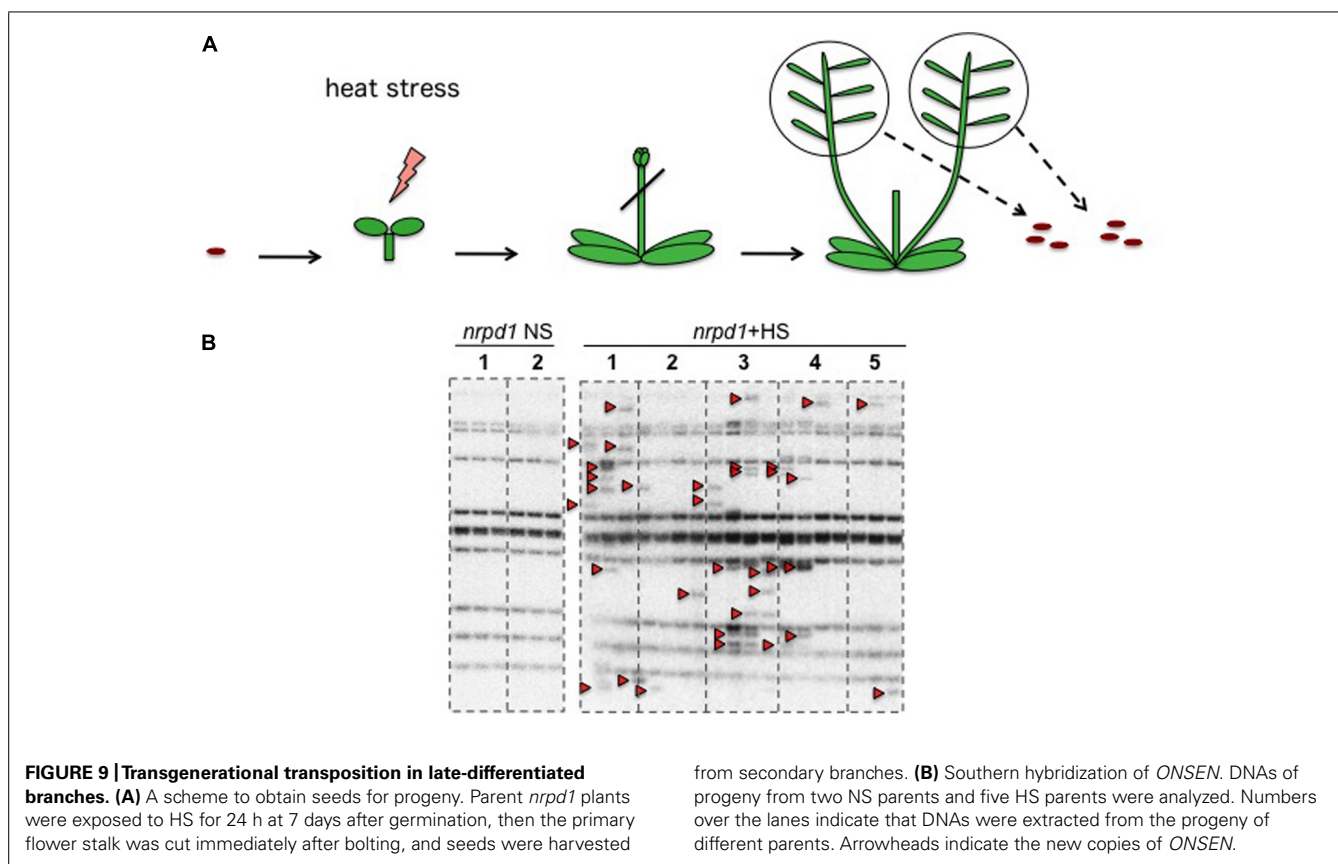 A
heat stress
B
nrpd1 NS
nrpd1+HS
1 2
1 2 3 4 5
FIGURE 9 | Transgenerational transposition in late-differentiated
branches. (A) A scheme to obtain seeds for progeny. Parent nrpd1 plants
were exposed to HS for 24 h at 7 days after germination, then the primary
flower stalk was cut immediately after bolting, and seeds were harvested
from secondary branches. (B) Southern hybridization of ONSEN. DNAs of
progeny from two NS parents and five HS parents were analyzed. Numbers
over the lanes indicate that DNAs were extracted from the progeny of
different parents. Arrowheads indicate the new copies of ONSEN.